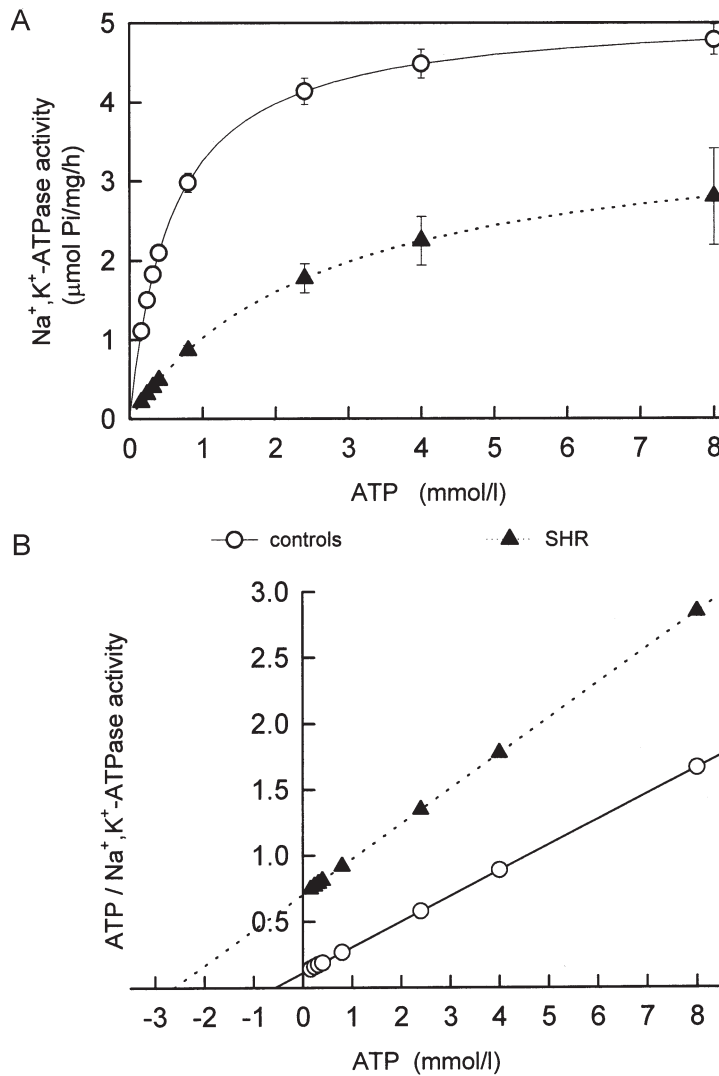 A
Na⁺,K⁺-ATPase activity
(μmol Pi/mg/h)
5
4
3
2
1
0
0 1 2 3 4 5 6 7 8
ATP (mmol/l)
controls SHR
B
ATP / Na⁺,K⁺-ATPase activity
3.0
2.5
2.0
1.5
1.0
0.5
-3 -2 -1 0 1 2 3 4 5 6 7 8
ATP (mmol/l)